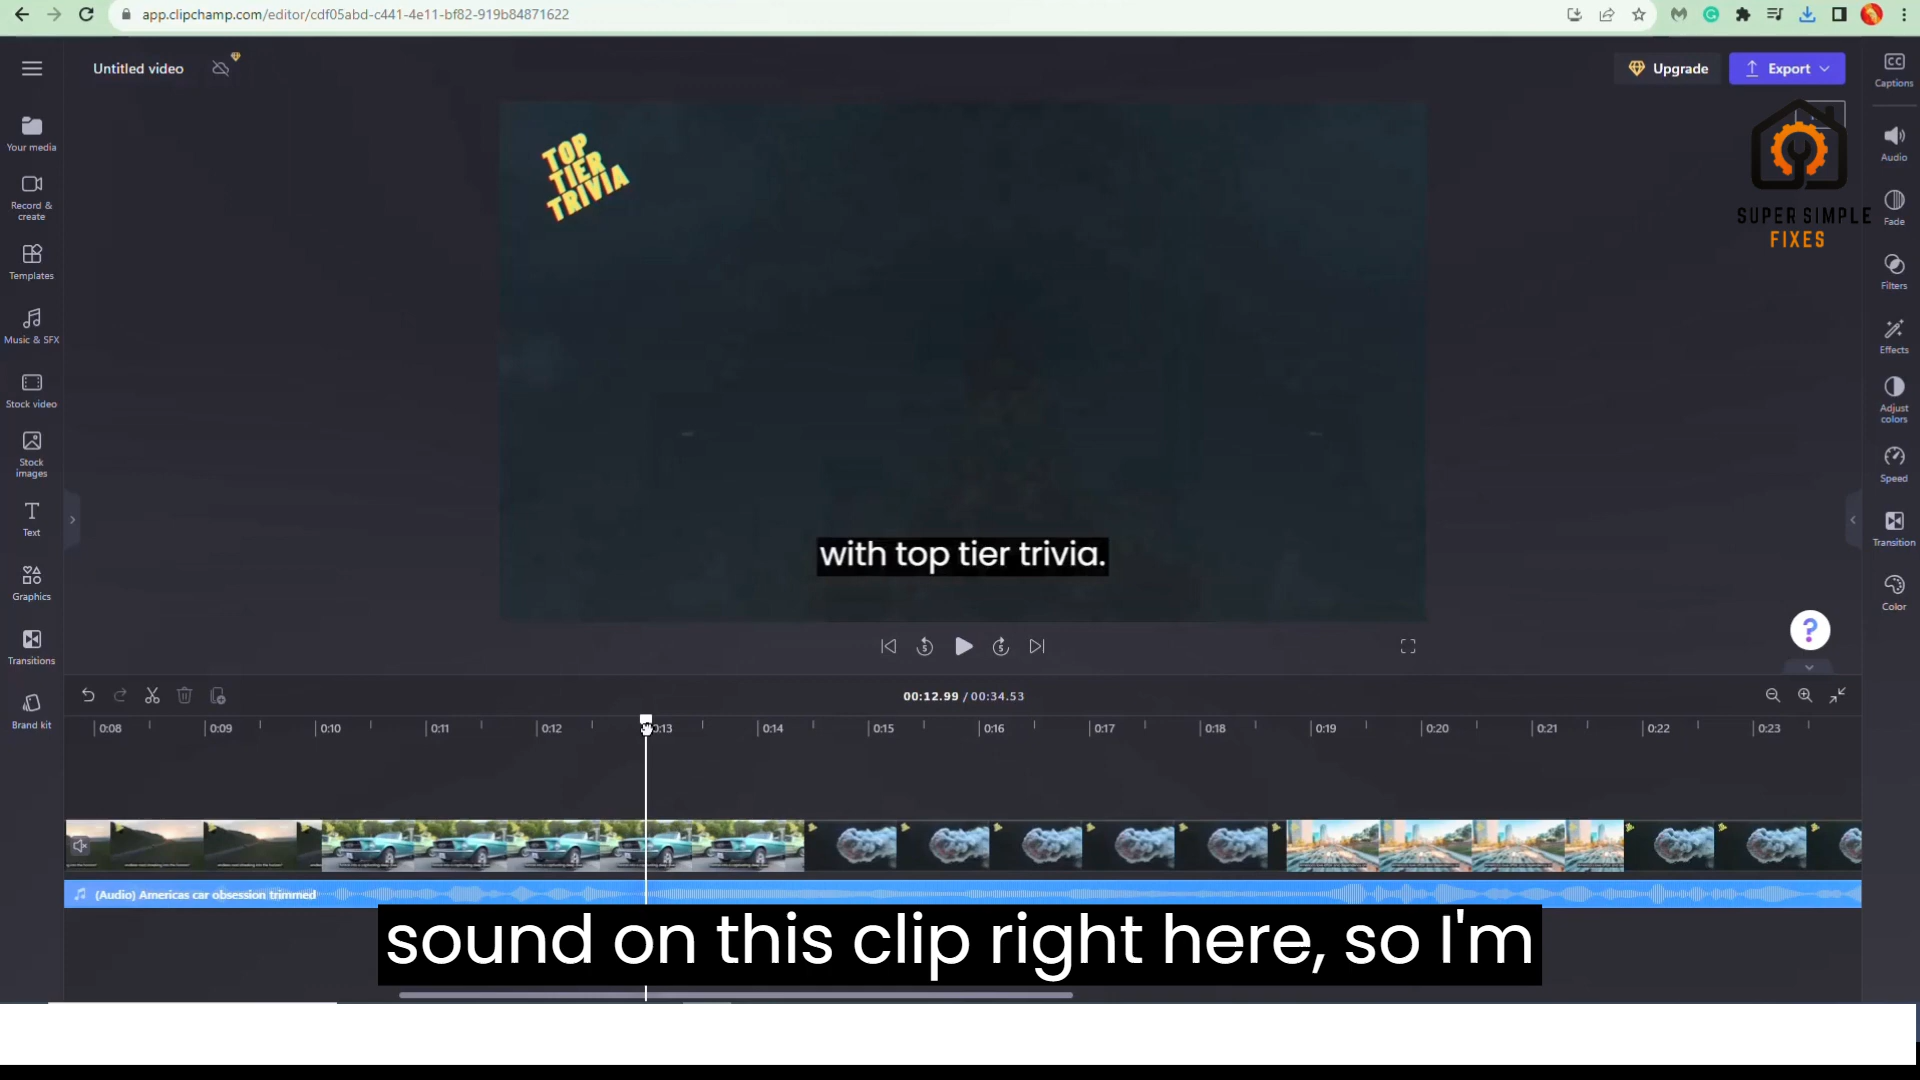 app.clipchamp.com/editor/cdf05abd-c441-4e11-bf82-919b84871622
Untitled video
Upgrade
Export
CC
Captions
Your media
Record &
create
Templates
Music & SFX
Stock video
Stock
images
Text
Graphics
Transitions
Brand kit
TOP
TIER
TRIVIA
with top tier trivia.
SUPER SIMPLE
FIXES
Audio
Fade
Filters
Effects
Adjust
colors
Speed
Transition
Color
?
5
5
00:12.99 / 00:34.53
0:08
0:09
0:10
0:11
0:12
0:13
0:14
0:15
0:16
0:17
0:18
0:19
0:20
0:21
0:22
0:23
(Audio) Americas car obsession trimmed
sound on this clip right here, so I'm